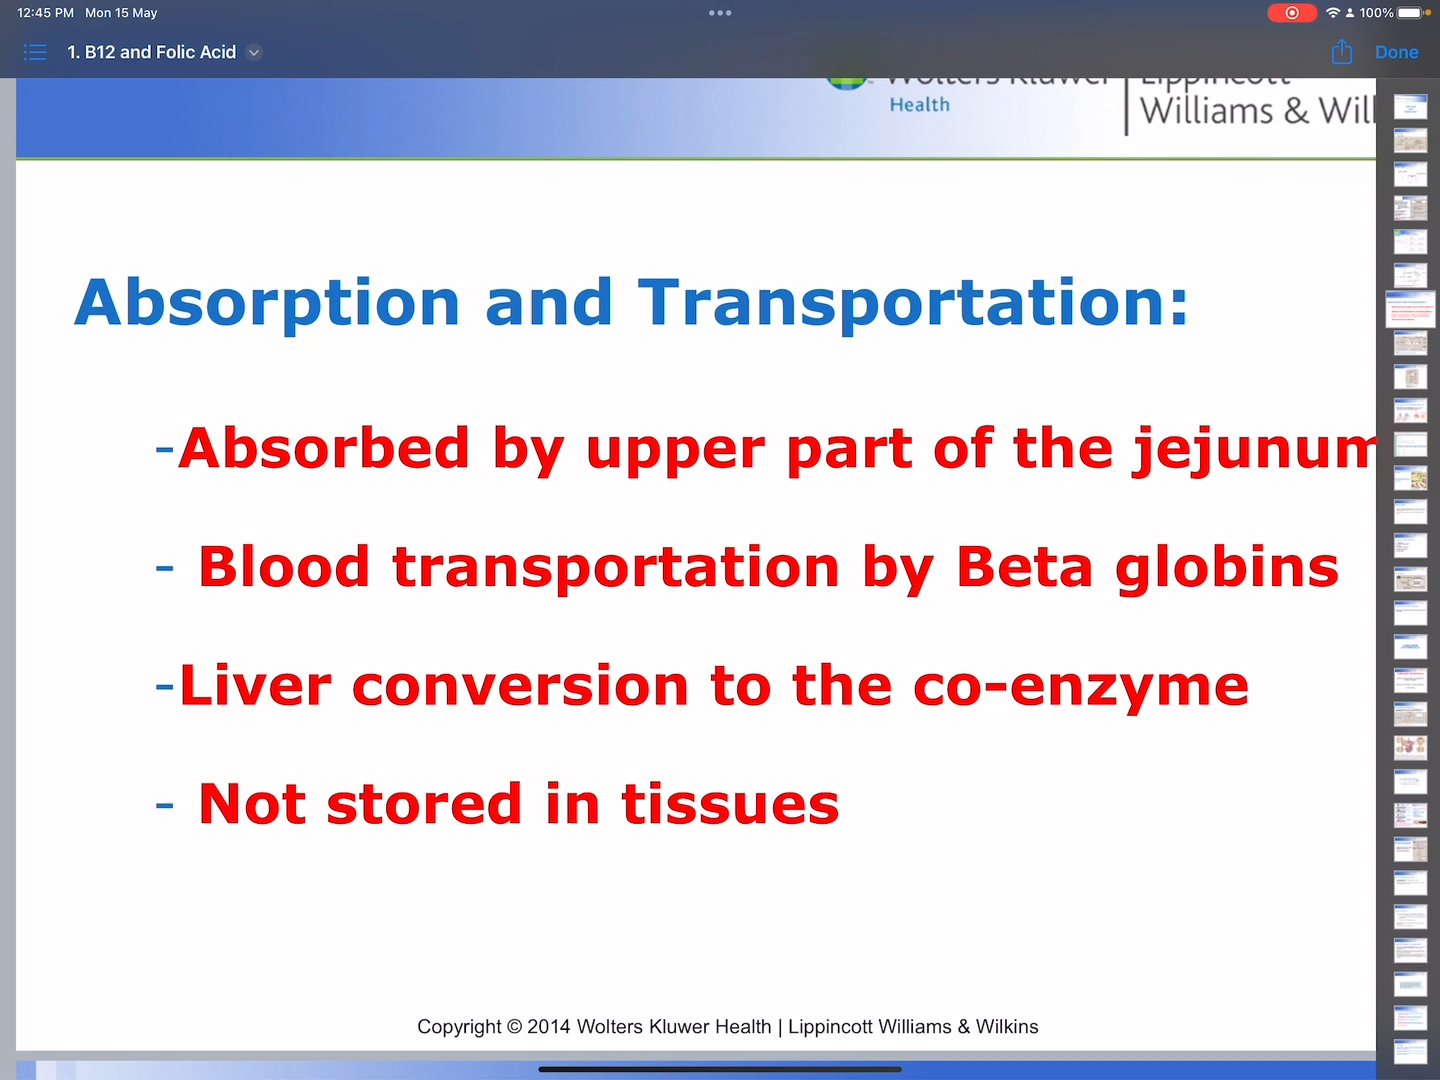 12:45 PM Mon 15 May
100%
1. B12 and Folic Acid
Done
Wolters Kluwer
Health
Lippincott
Williams & Wil
Absorption and Transportation:
-Absorbed by upper part of the jejunum
- Blood transportation by Beta globins
-Liver conversion to the co-enzyme
- Not stored in tissues
Copyright © 2014 Wolters Kluwer Health | Lippincott Williams & Wilkins